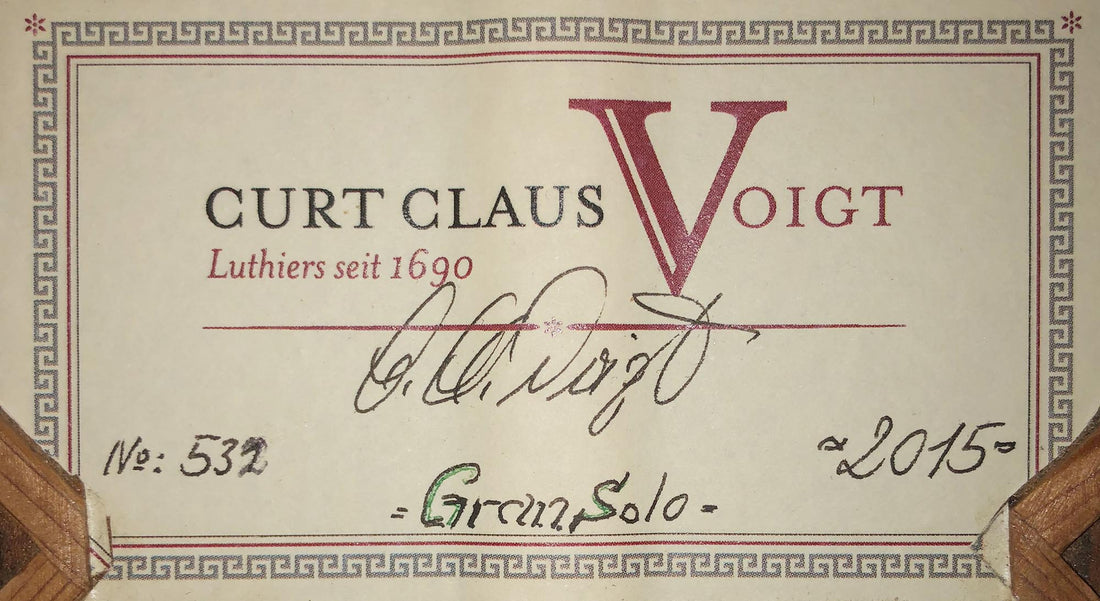 CURT CLAUS VOIGT
Luthiers seit 1690
C. C. Voigt
No: 532
~2015~
- Gran Solo -